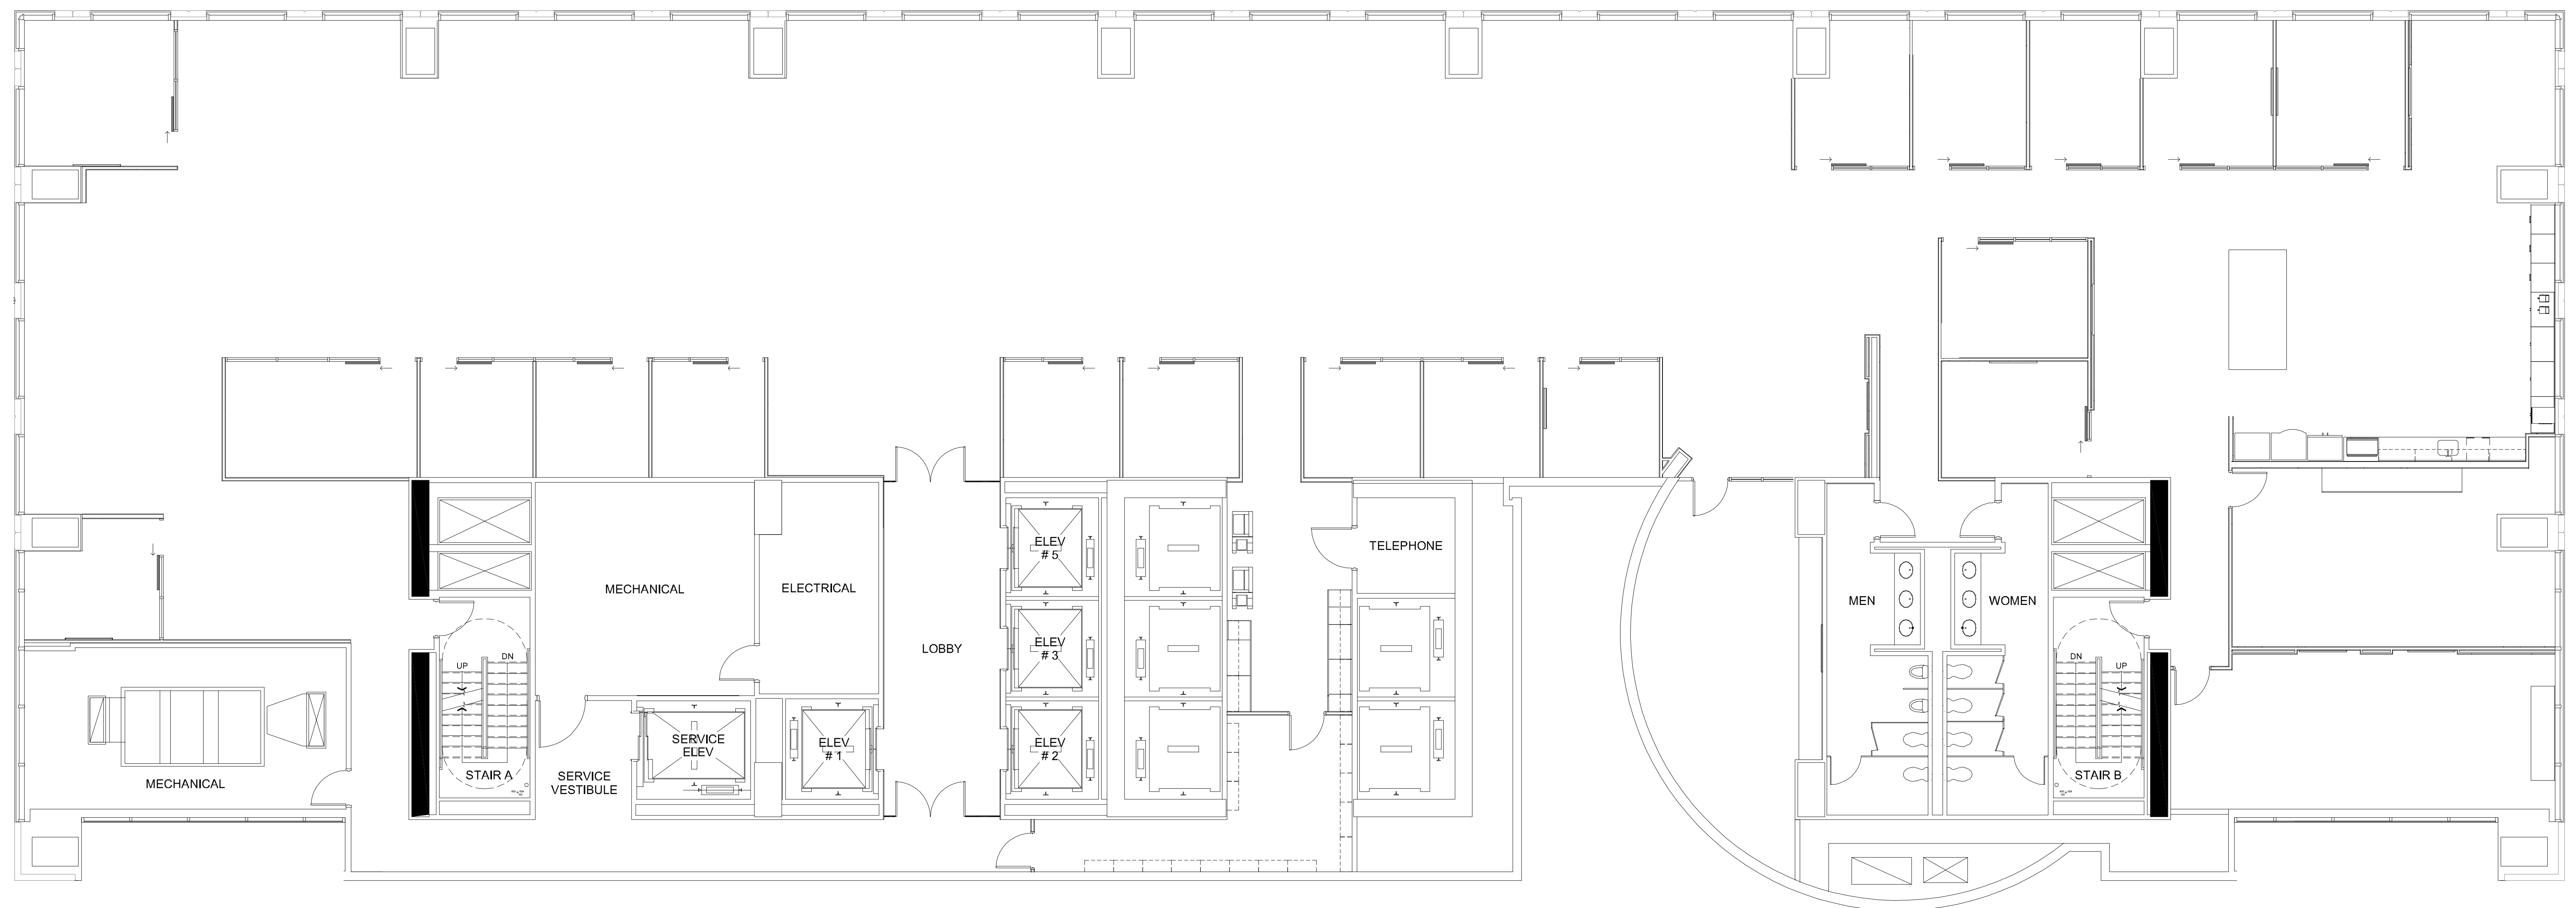 ELEV
# 5
TELEPHONE
MECHANICAL
ELECTRICAL
MEN
WOMEN
LOBBY
ELEV
# 3
UP
DN
DN
UP
SERVICE
ELEV
ELEV
# 1
ELEV
# 2
STAIR A
SERVICE
VESTIBULE
STAIR B
MECHANICAL